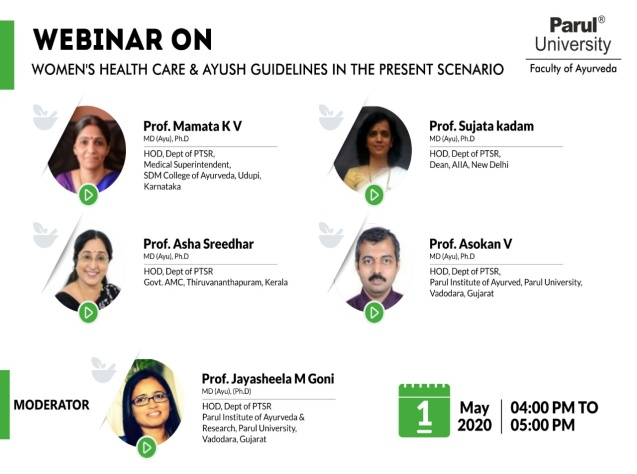 WEBINAR ON
WOMEN'S HEALTH CARE & AYUSH GUIDELINES IN THE PRESENT SCENARIO
Parul®
University
Faculty of Ayurveda
Prof. Mamata K V
MD (Ayu), Ph.D
HOD, Dept of PTSR,
Medical Superintendent,
SDM College of Ayurveda, Udupi,
Karnataka
Prof. Sujata kadam
MD (Ayu), Ph.D
HOD, Dept of PTSR,
Dean, AIIA, New Delhi
Prof. Asha Sreedhar
MD (Ayu), Ph.D
HOD, Dept of PTSR
Govt. AMC, Thiruvananthapuram, Kerala
Prof. Asokan V
MD (Ayu), Ph.D
HOD, Dept of PTSR,
Parul Institute of Ayurved, Parul University,
Vadodara, Gujarat
MODERATOR
Prof. Jayasheela M Goni
MD (Ayu), (Ph.D)
HOD, Dept of PTSR
Parul Institute of Ayurveda &
Research, Parul University,
Vadodara, Gujarat
1
May
2020
04:00 PM TO
05:00 PM